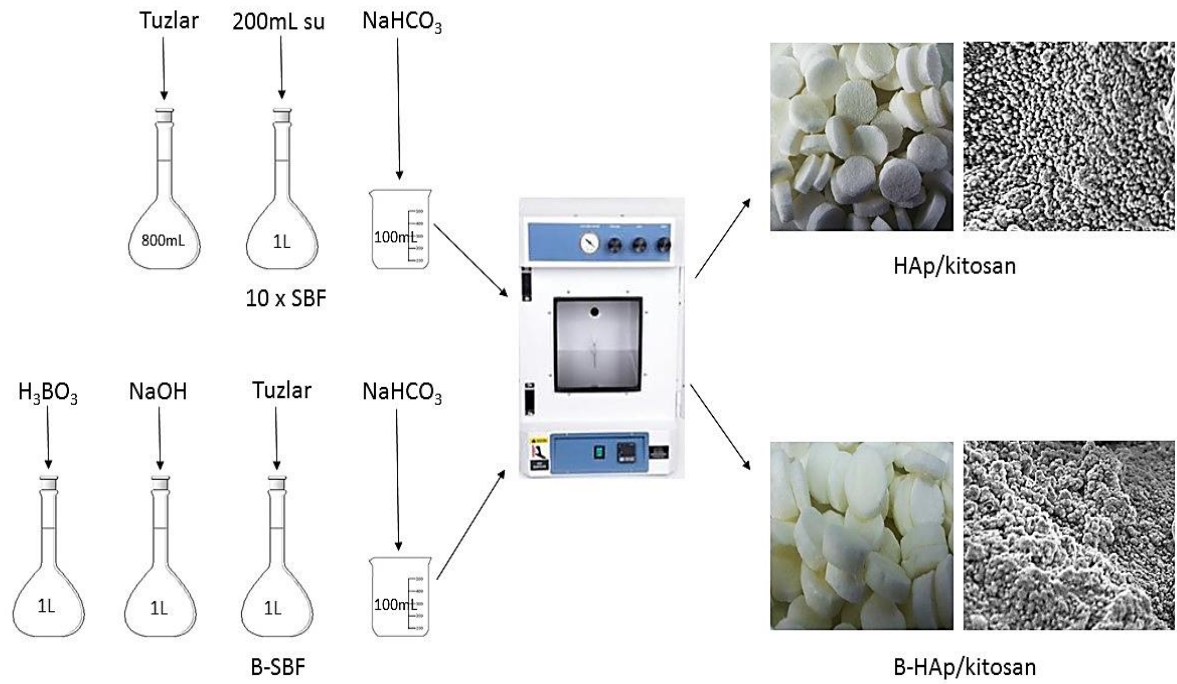 Tuzlar
200mL su
NaHCO₃
800mL
1L
100mL
10 x SBF
HAp/kitosan
H₃BO₃
NaOH
Tuzlar
NaHCO₃
1L
1L
1L
100mL
B-SBF
B-HAp/kitosan